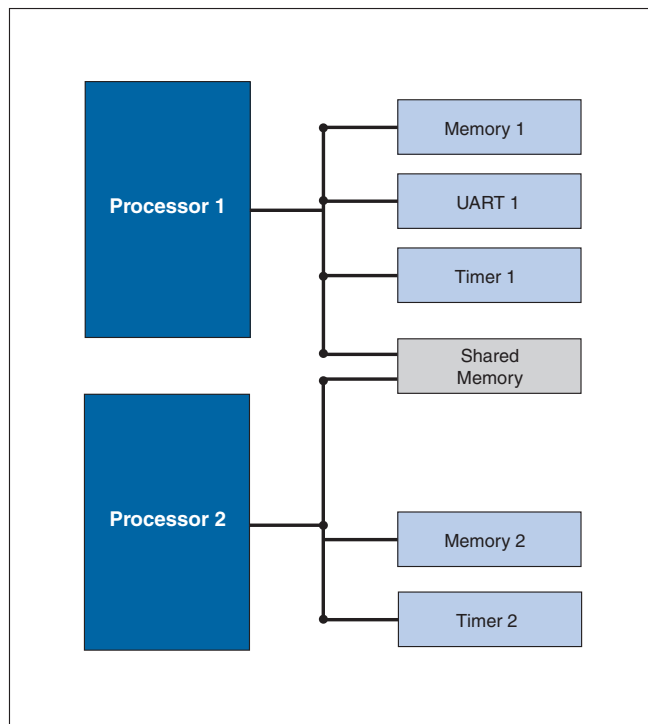 Processor 1
Memory 1
UART 1
Timer 1
Shared
Memory
Processor 2
Memory 2
Timer 2